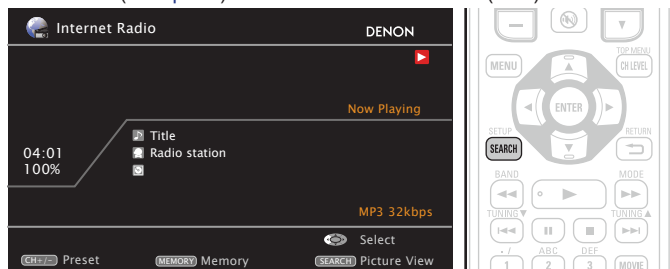 Internet Radio
DENON
Now Playing
Title
Radio station
04:01
100%
MP3 32kbps
Select
CH+/- Preset
MEMORY Memory
SEARCH Picture View
TOP MENU
MENU
CH LEVEL
ENTER
SETUP
RETURN
SEARCH
BAND
MODE
TUNING▼
TUNING▲
. /
ABC
DEF
1
2
3
MOVIE